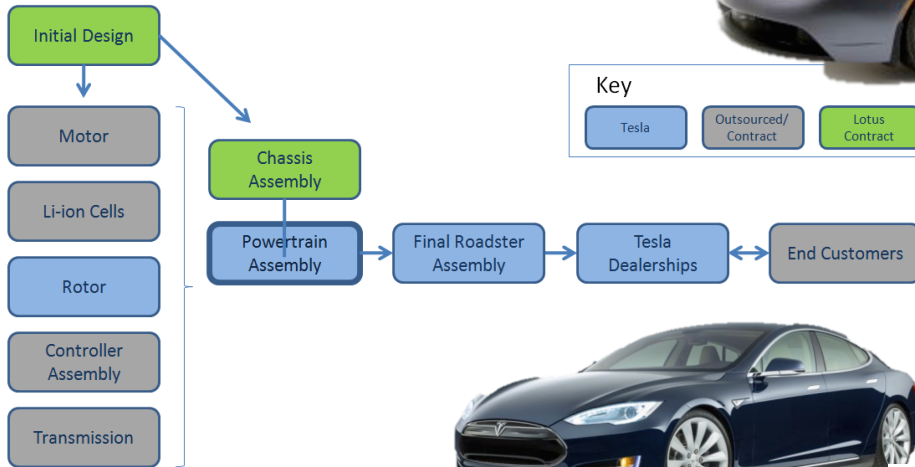 Initial Design
Key
Tesla
Outsourced/
Contract
Lotus
Contract
Motor
Li-ion Cells
Rotor
Controller
Assembly
Transmission
Chassis
Assembly
Powertrain
Assembly
Final Roadster
Assembly
Tesla
Dealerships
End Customers